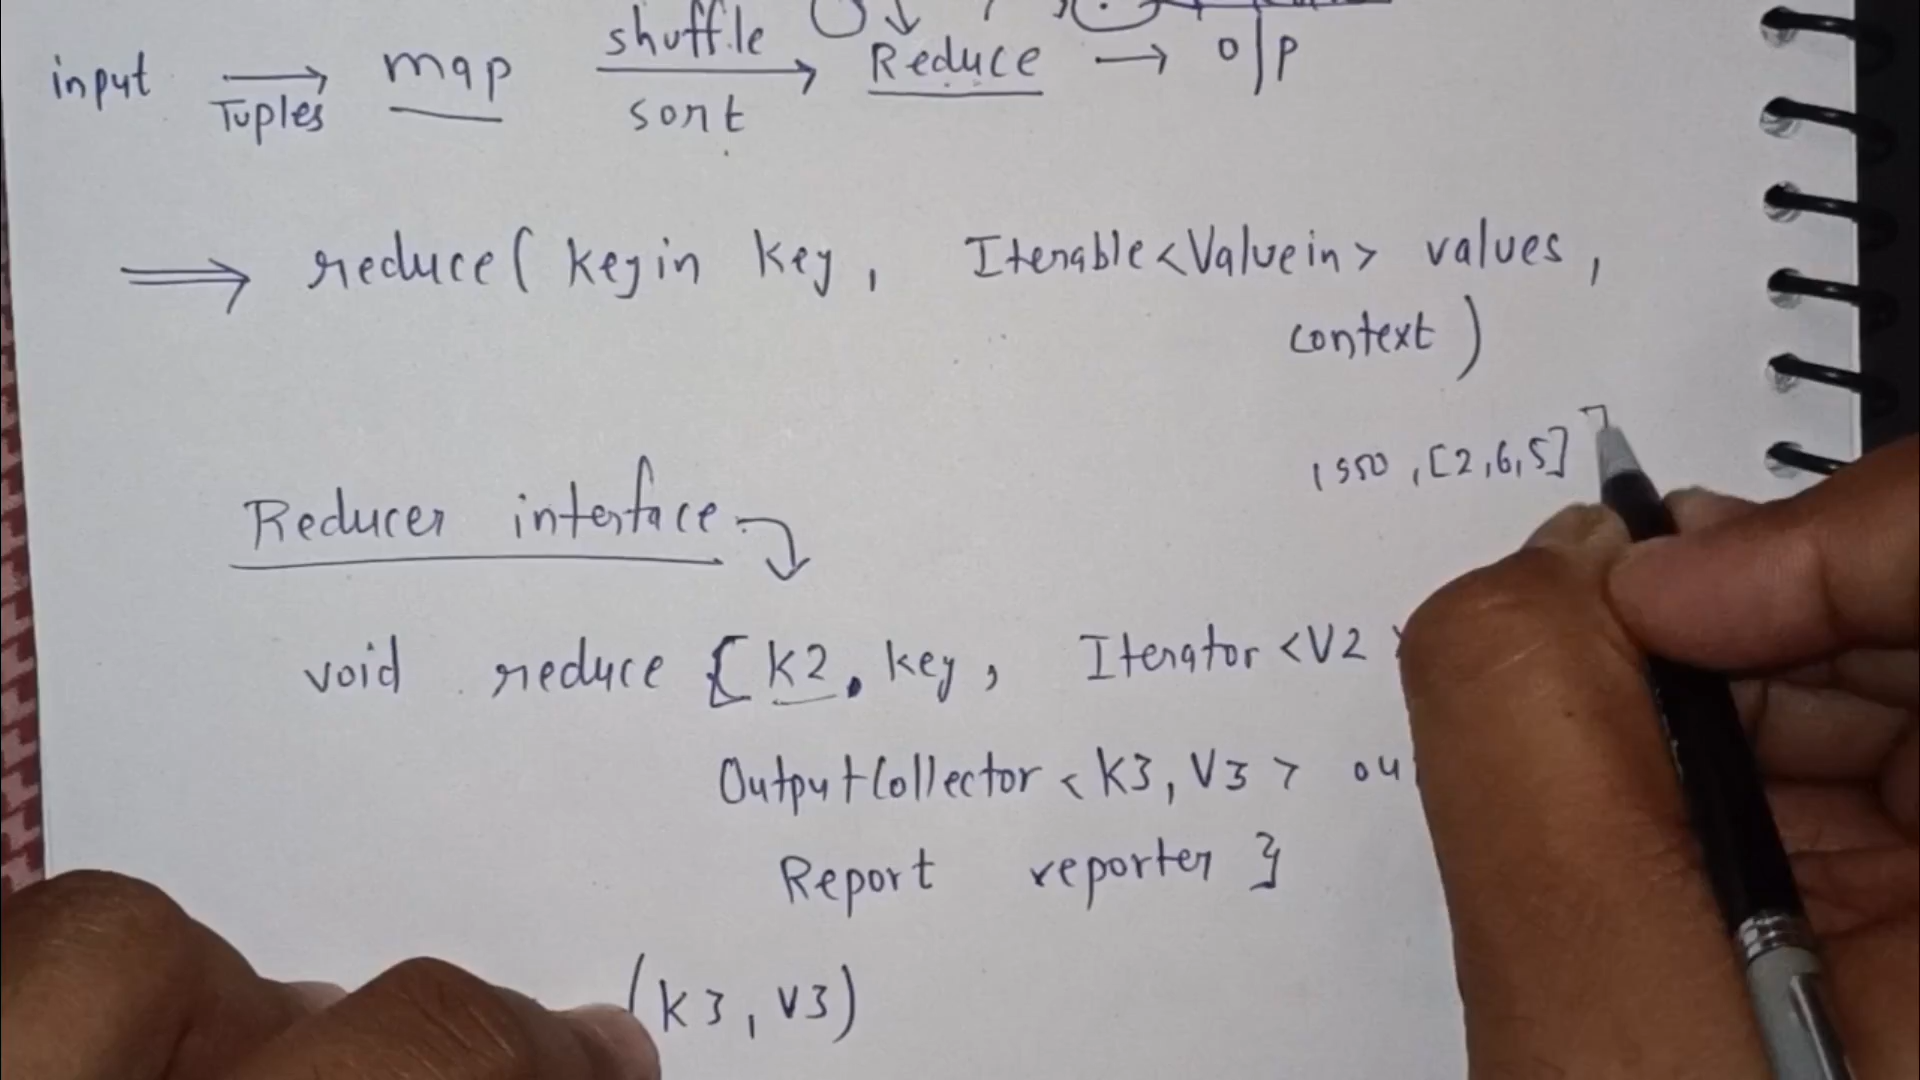 input → Tuples map → shuffle sort Reduce → o|p
⇒ reduce( keyin key, Iterable<Valuein> values,
context)
1950, [2,6,5]
Reducer interface
void reduce {K2, key, Iterator <V2
OutputCollector <K3, V3> ou
Report reporter }
(K3, V3)